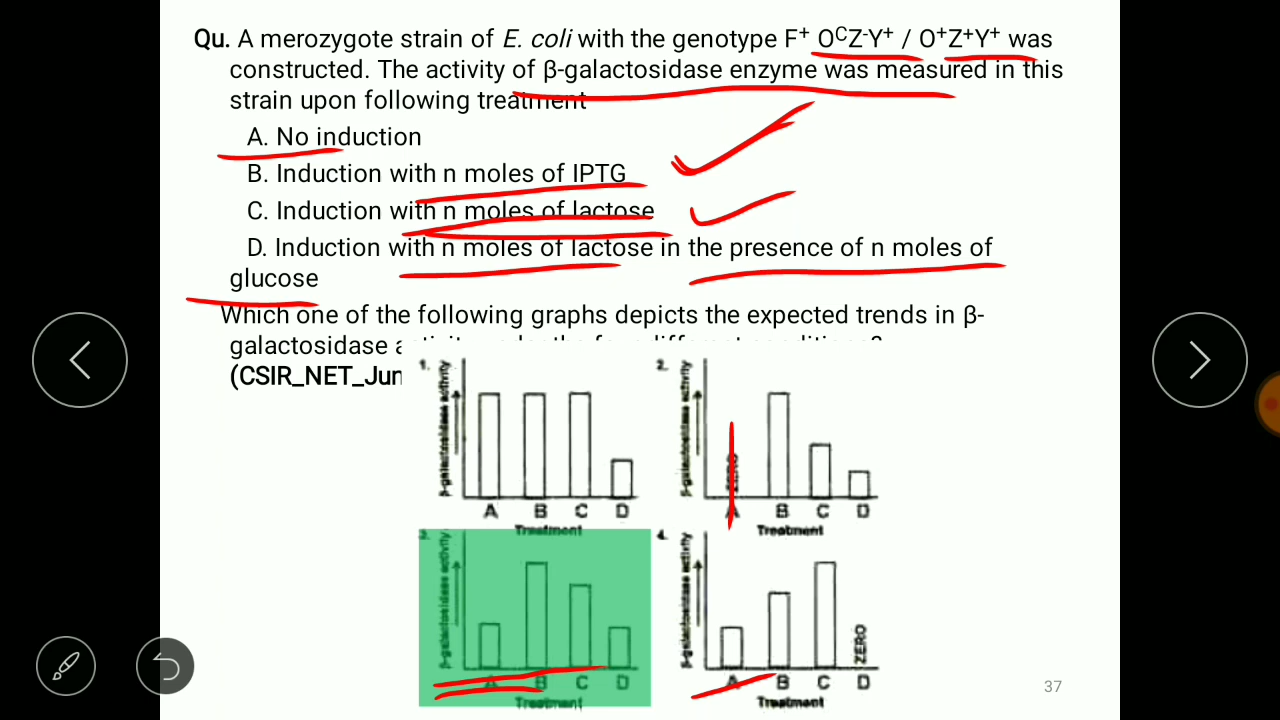 Qu. A merozygote strain of E. coli with the genotype F⁺ OᶜZ⁻Y⁺ / O⁺Z⁺Y⁺ was
constructed. The activity of β-galactosidase enzyme was measured in this
strain upon following treatment
A. No induction
B. Induction with n moles of IPTG
C. Induction with n moles of lactose
D. Induction with n moles of lactose in the presence of n moles of
glucose
Which one of the following graphs depicts the expected trends in β-
galactosidase
(CSIR_NET_Jun
1.
β-galactosidase activity
A B C D
Treatment
2.
β-galactosidase activity
ZERO
A B C D
Treatment
3.
β-galactosidase activity
A B C D
Treatment
4.
β-galactosidase activity
ZERO
A B C D
Treatment
37